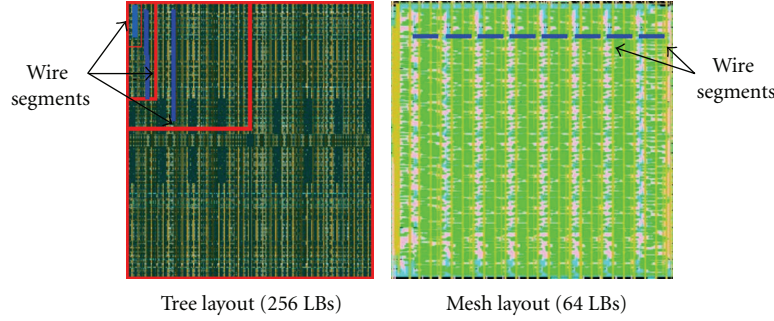 Wire
segments
Wire
segments
Tree layout (256 LBs)
Mesh layout (64 LBs)